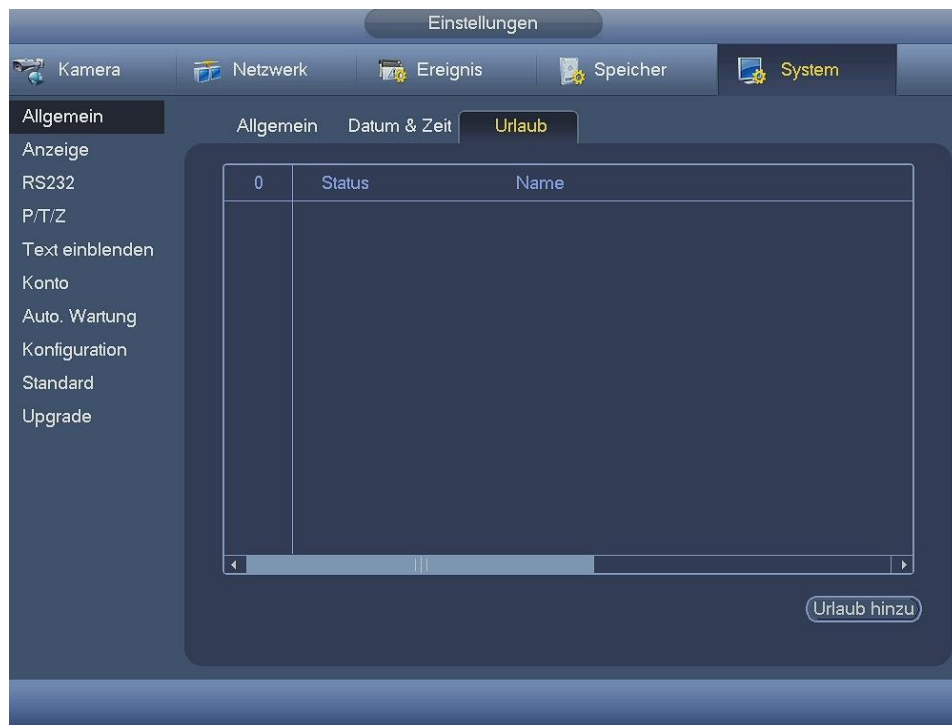 Einstellungen
Kamera Netzwerk Ereignis Speicher System
Allgemein
Anzeige
RS232
P/T/Z
Text einblenden
Konto
Auto. Wartung
Konfiguration
Standard
Upgrade
Allgemein Datum & Zeit Urlaub
0 Status Name
Urlaub hinzu